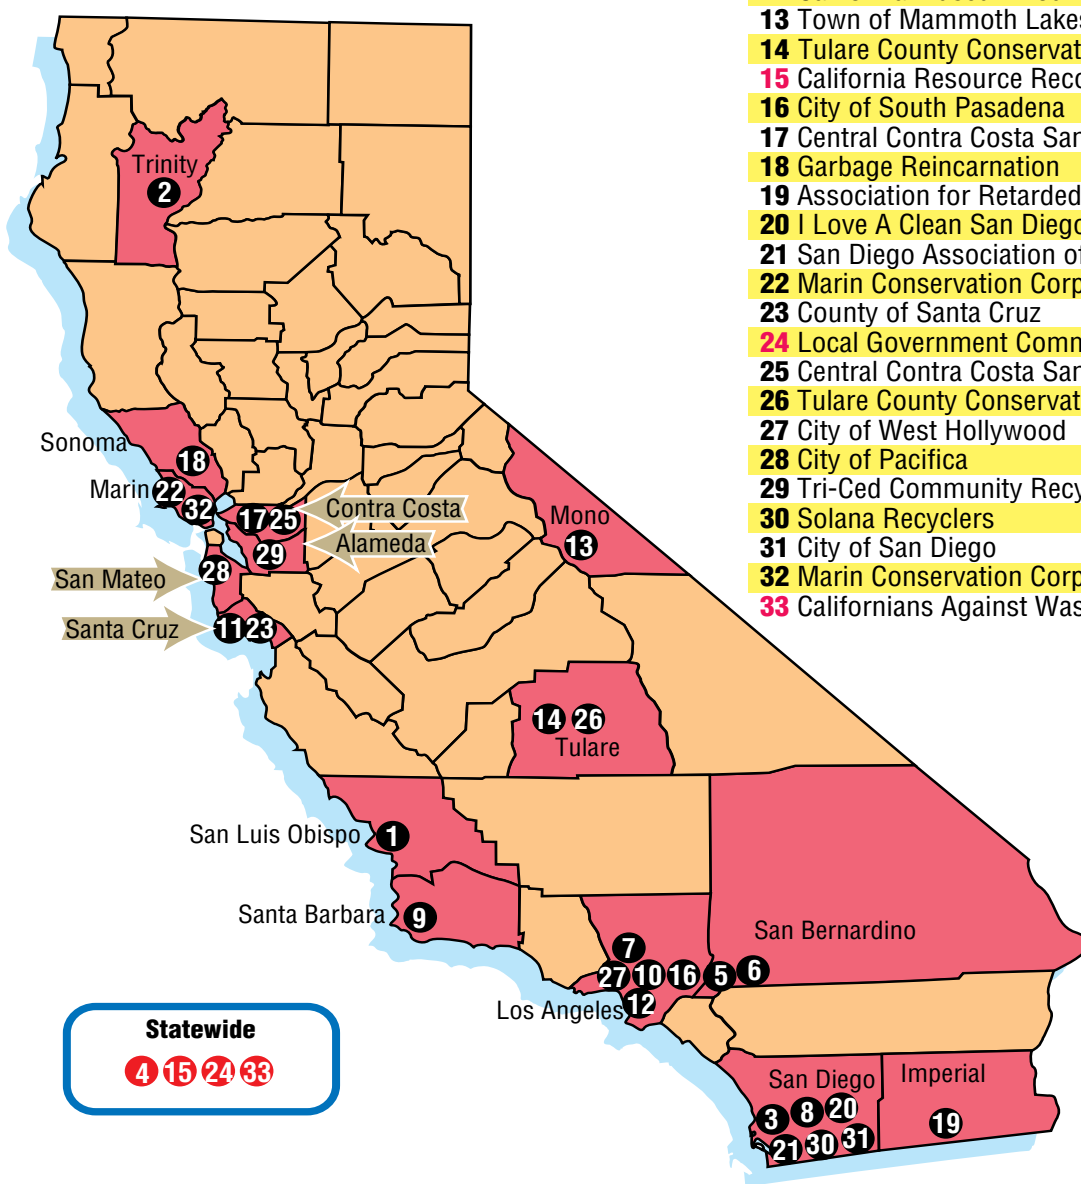 13 Town of Mammoth Lakes
14 Tulare County Conservat
15 California Resource Reco
16 City of South Pasadena
17 Central Contra Costa San
18 Garbage Reincarnation
19 Association for Retarded
20 I Love A Clean San Diego
21 San Diego Association of
22 Marin Conservation Corp
23 County of Santa Cruz
24 Local Government Comm
25 Central Contra Costa San
26 Tulare County Conservat
27 City of West Hollywood
28 City of Pacifica
29 Tri-Ced Community Recy
30 Solana Recyclers
31 City of San Diego
32 Marin Conservation Corp
33 Californians Against Was
Trinity
2
Sonoma
18
Marin 22
32
17 25 Contra Costa
29 Alameda
Mono
13
San Mateo 28
Santa Cruz 11 23
14 26
Tulare
San Luis Obispo 1
Santa Barbara 9
San Bernardino
7
27 10 16 5 6
Los Angeles 12
Statewide
4 15 24 33
San Diego
3 8 20
21 30 31
Imperial
19